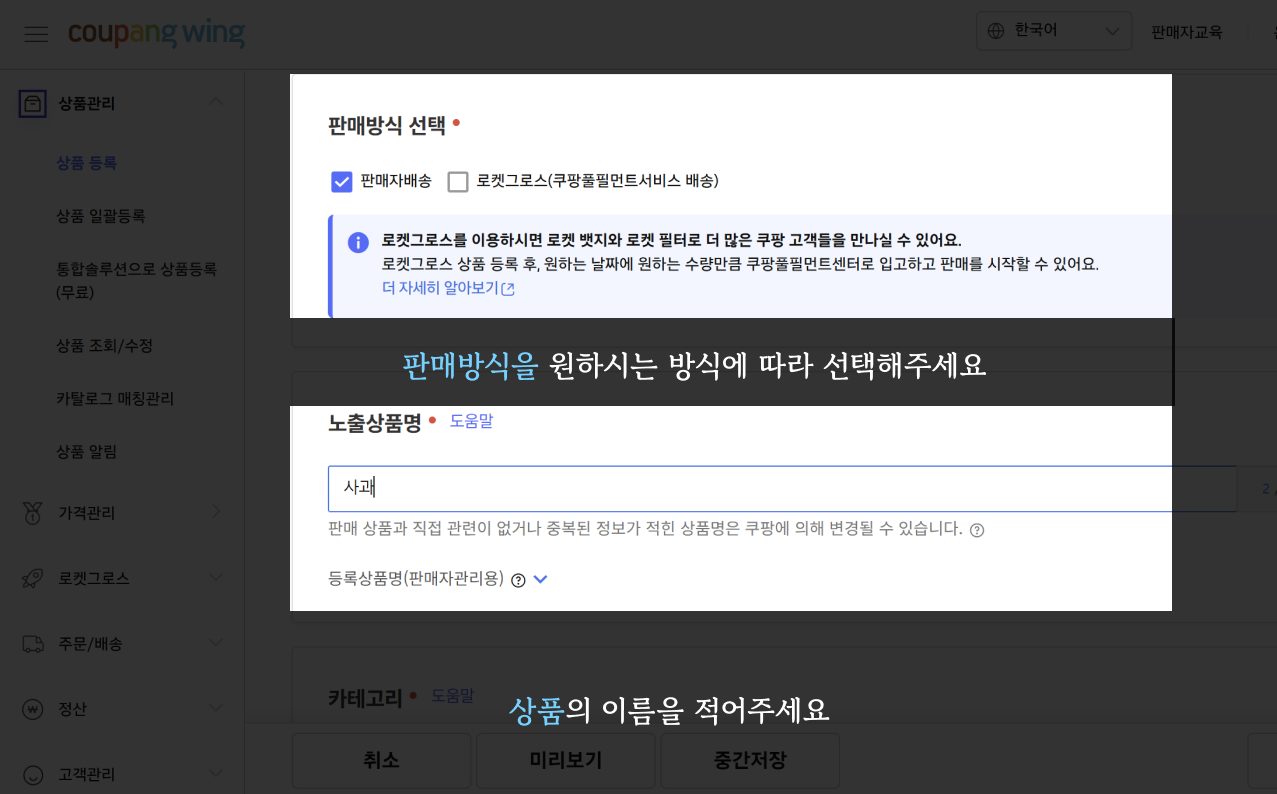 coupang wing
한국어
판매자교육
상품관리
상품 등록
상품 일괄등록
통합솔루션으로 상품등록
(무료)
상품 조회/수정
카탈로그 매칭관리
상품 알림
가격관리
로켓그로스
주문/배송
정산
고객관리
판매방식 선택
판매자배송
로켓그로스(쿠팡풀필먼트서비스 배송)
로켓그로스를 이용하시면 로켓 뱃지와 로켓 필터로 더 많은 쿠팡 고객들을 만나실 수 있어요.
로켓그로스 상품 등록 후, 원하는 날짜에 원하는 수량만큼 쿠팡풀필먼트센터로 입고하고 판매를 시작할 수 있어요.
더 자세히 알아보기
판매방식을 원하시는 방식에 따라 선택해주세요
노출상품명 도움말
사과
2 /
판매 상품과 직접 관련이 없거나 중복된 정보가 적힌 상품명은 쿠팡에 의해 변경될 수 있습니다.
등록상품명(판매자관리용)
카테고리 도움말
상품의 이름을 적어주세요
취소
미리보기
중간저장